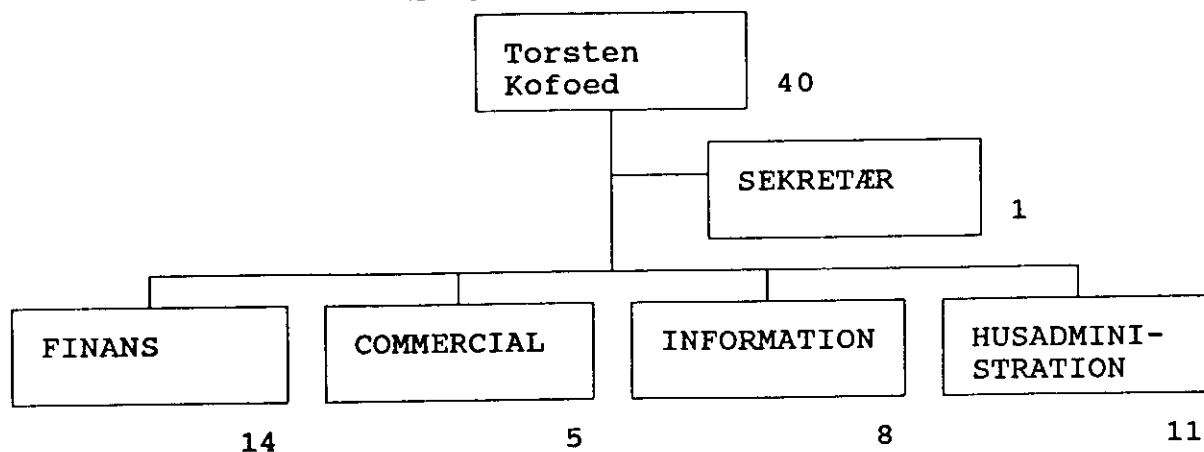 Torsten
Kofoed
40
SEKRETÆR
1
FINANS
COMMERCIAL
INFORMATION
HUSADMINI-
STRATION
14
5
8
11